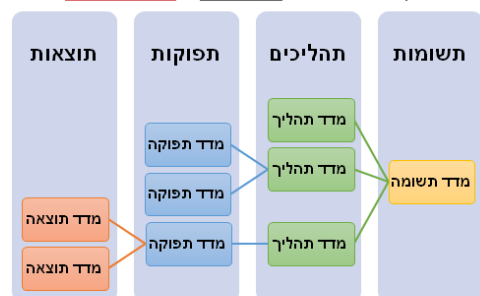 תשומות
תהליכים
תפוקות
תוצאות
מדד תשומה
מדד תהליך
מדד תהליך
מדד תהליך
מדד תפוקה
מדד תפוקה
מדד תפוקה
מדד תוצאה
מדד תוצאה